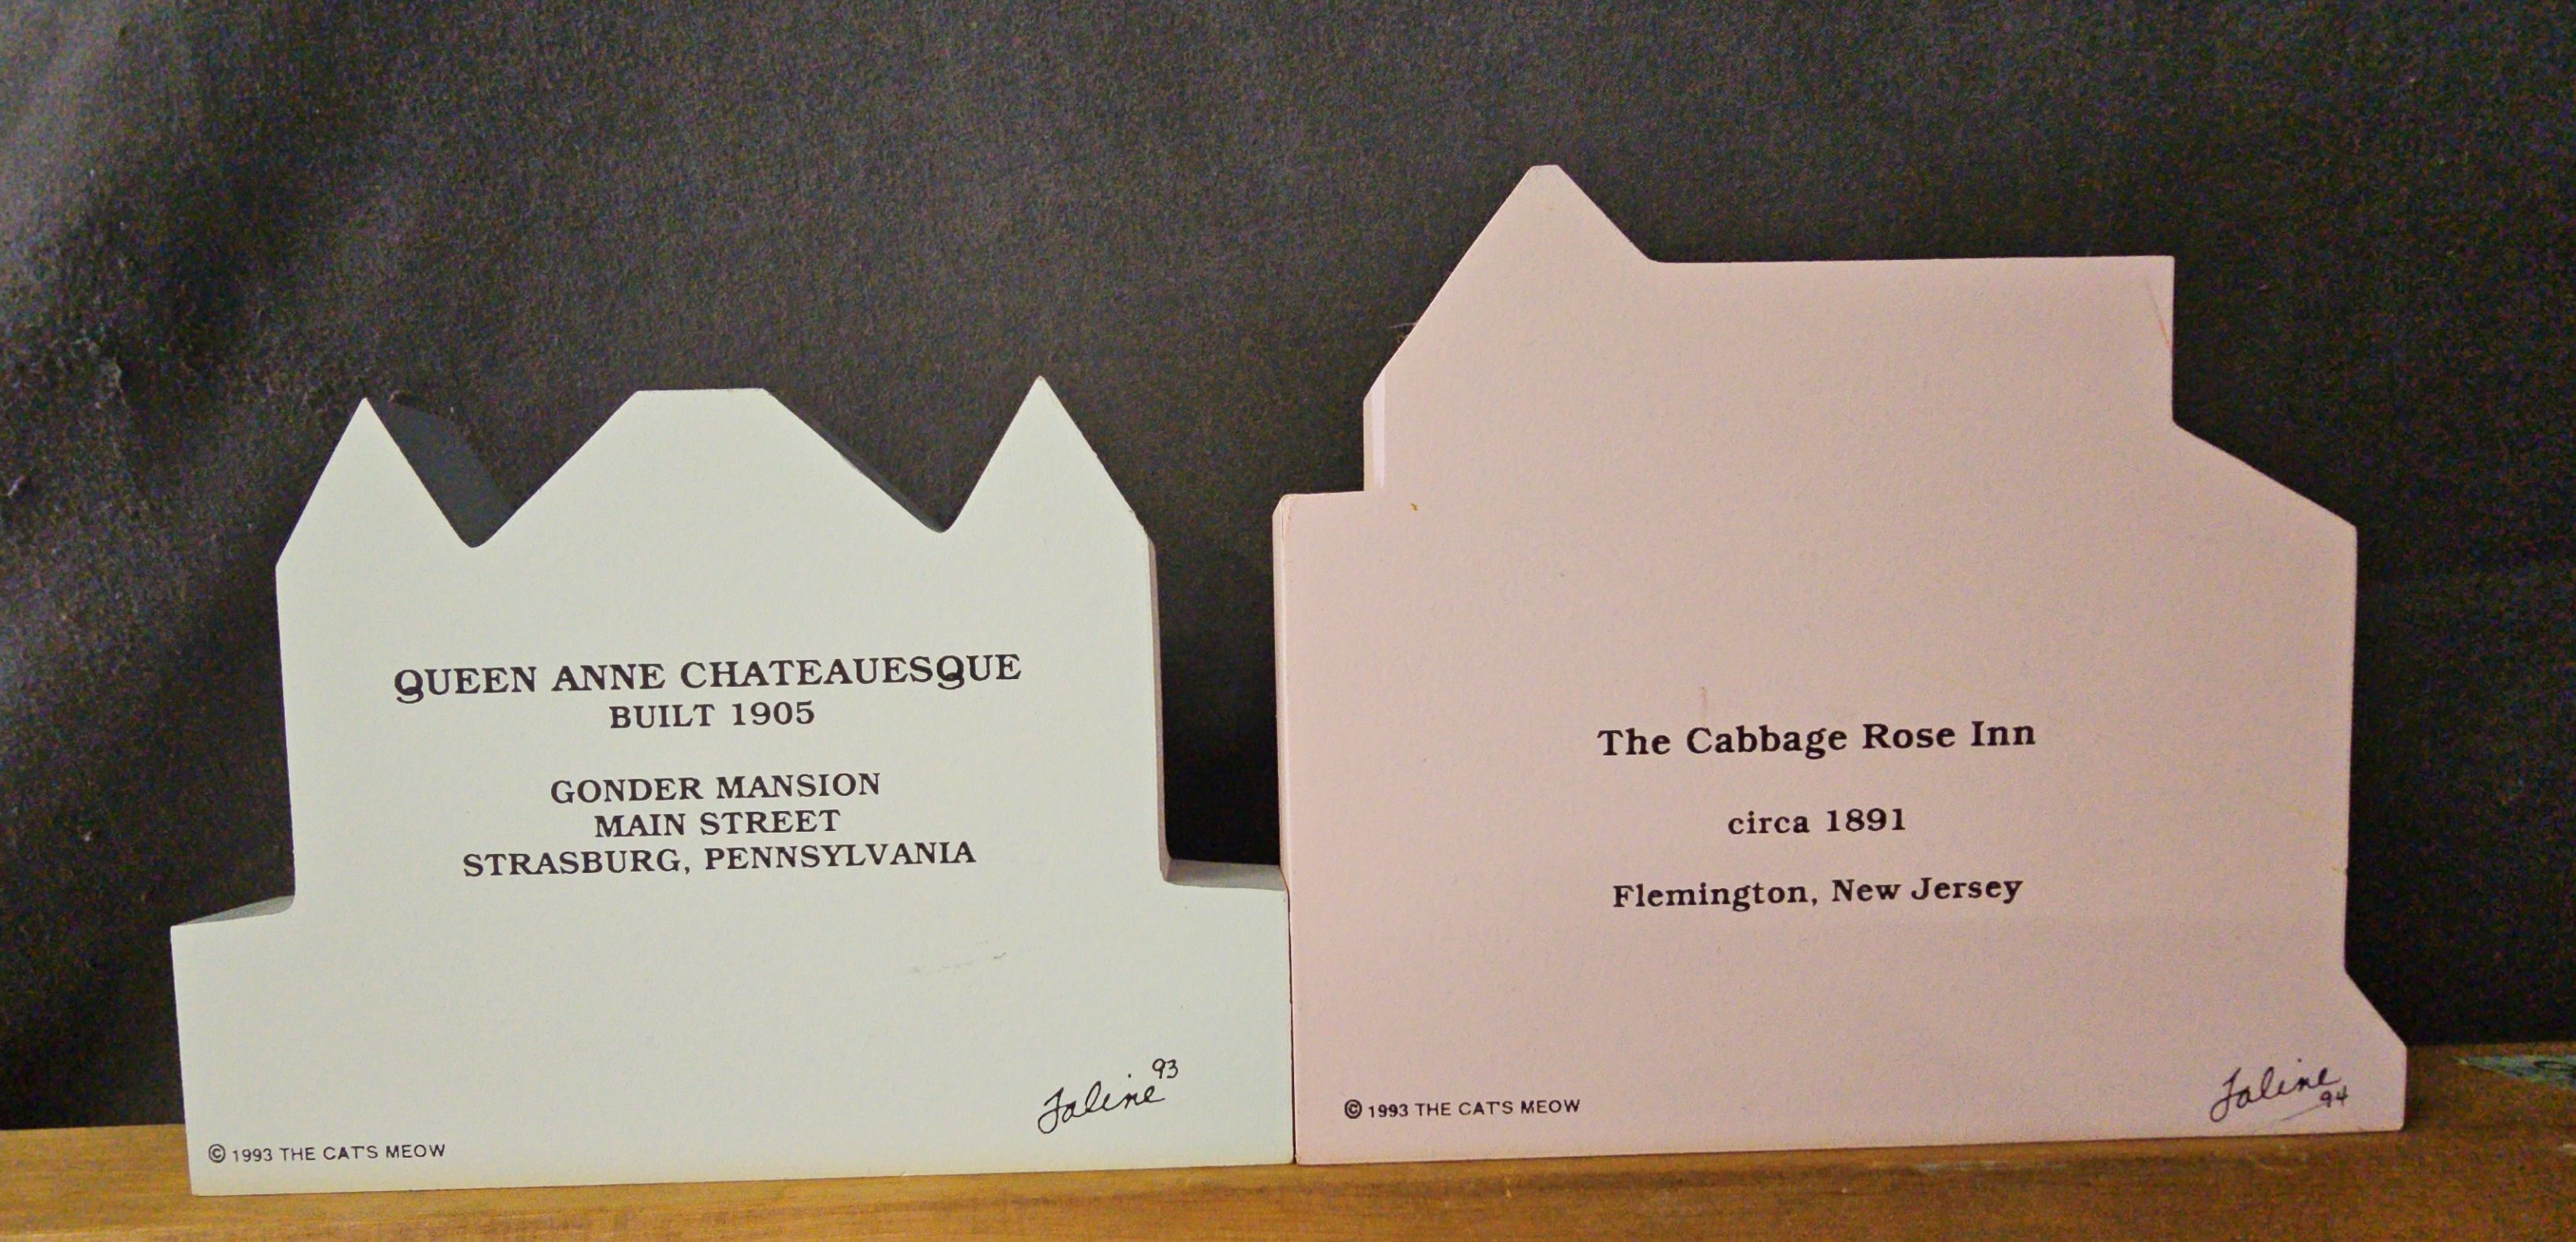 QUEEN ANNE CHATEAUESQUE
BUILT 1905
GONDER MANSION
MAIN STREET
STRASBURG, PENNSYLVANIA
Faline 93
© 1993 THE CAT'S MEOW
The Cabbage Rose Inn
circa 1891
Flemington, New Jersey
© 1993 THE CAT'S MEOW
Faline
94